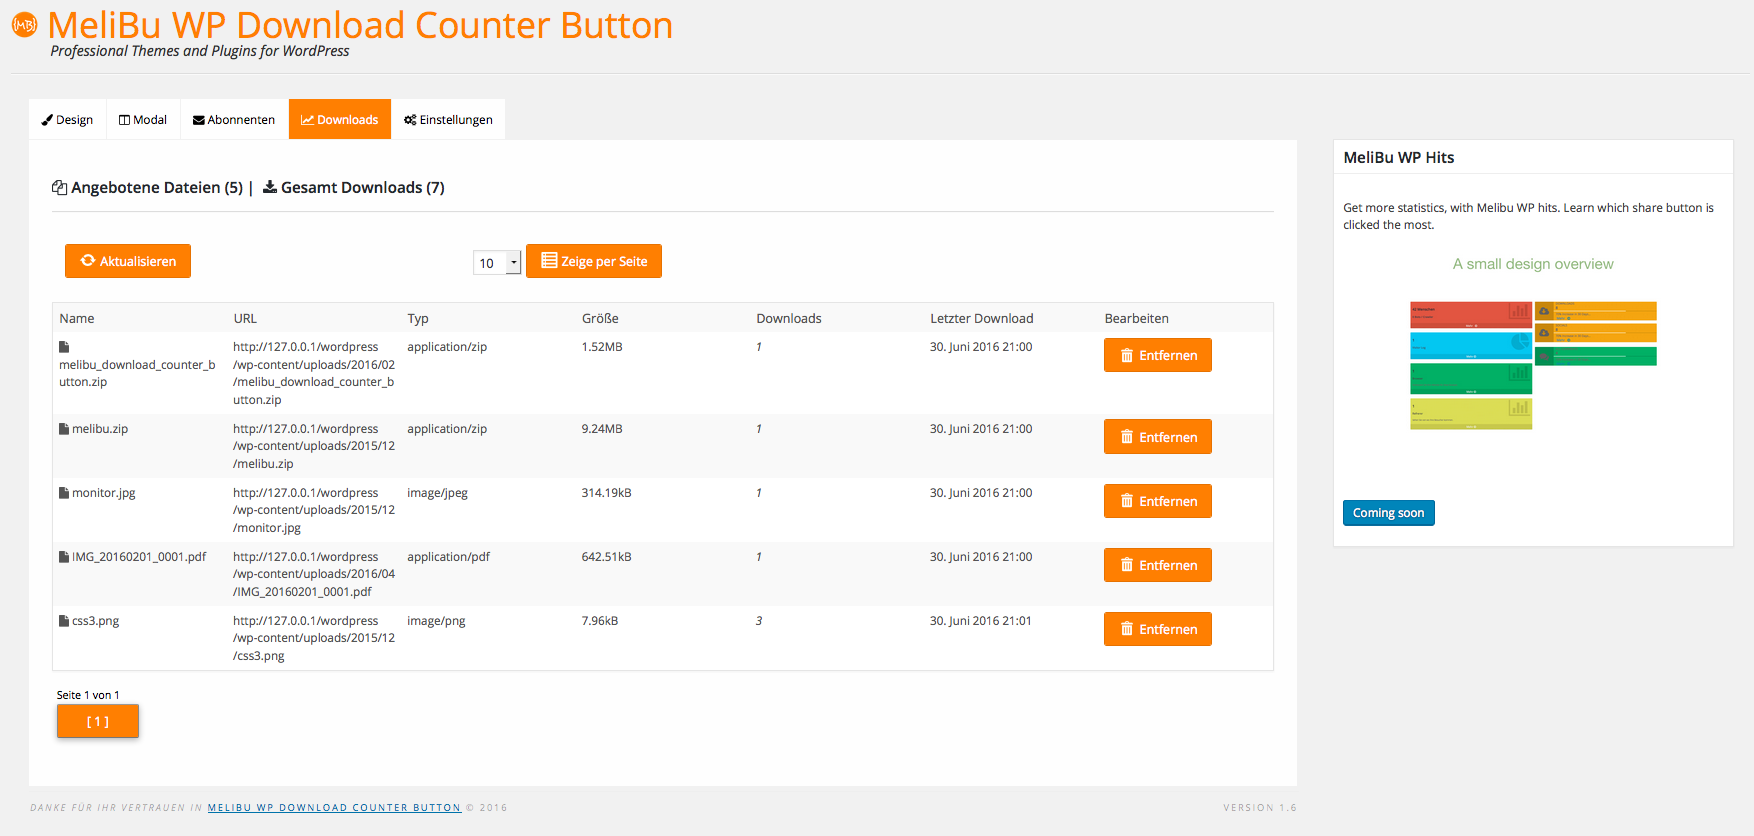 MeliBu WP Download Counter Button
Professional Themes and Plugins for WordPress
Design
Modal
Abonnenten
Downloads
Einstellungen
Angebotene Dateien (5) | Gesamt Downloads (7)
Aktualisieren
10
Zeige per Seite
Name URL Typ Größe Downloads Letzter Download Bearbeiten
melibu_download_counter_b
utton.zip
http://127.0.0.1/wordpress
/wp-content/uploads/2016/02
/melibu_download_counter_b
utton.zip
application/zip
1.52MB
1
30. Juni 2016 21:00
Entfernen
melibu.zip
http://127.0.0.1/wordpress
/wp-content/uploads/2015/12
/melibu.zip
application/zip
9.24MB
1
30. Juni 2016 21:00
Entfernen
monitor.jpg
http://127.0.0.1/wordpress
/wp-content/uploads/2015/12
/monitor.jpg
image/jpeg
314.19kB
1
30. Juni 2016 21:00
Entfernen
IMG_20160201_0001.pdf
http://127.0.0.1/wordpress
/wp-content/uploads/2016/04
/IMG_20160201_0001.pdf
application/pdf
642.51kB
1
30. Juni 2016 21:00
Entfernen
css3.png
http://127.0.0.1/wordpress
/wp-content/uploads/2015/12
/css3.png
image/png
7.96kB
3
30. Juni 2016 21:01
Entfernen
Seite 1 von 1
[ 1 ]
MeliBu WP Hits
Get more statistics, with Melibu WP hits. Learn which share button is
clicked the most.
A small design overview
Coming soon
DANKE FÜR IHR VERTRAUEN IN MELIBU WP DOWNLOAD COUNTER BUTTON © 2016
VERSION 1.6